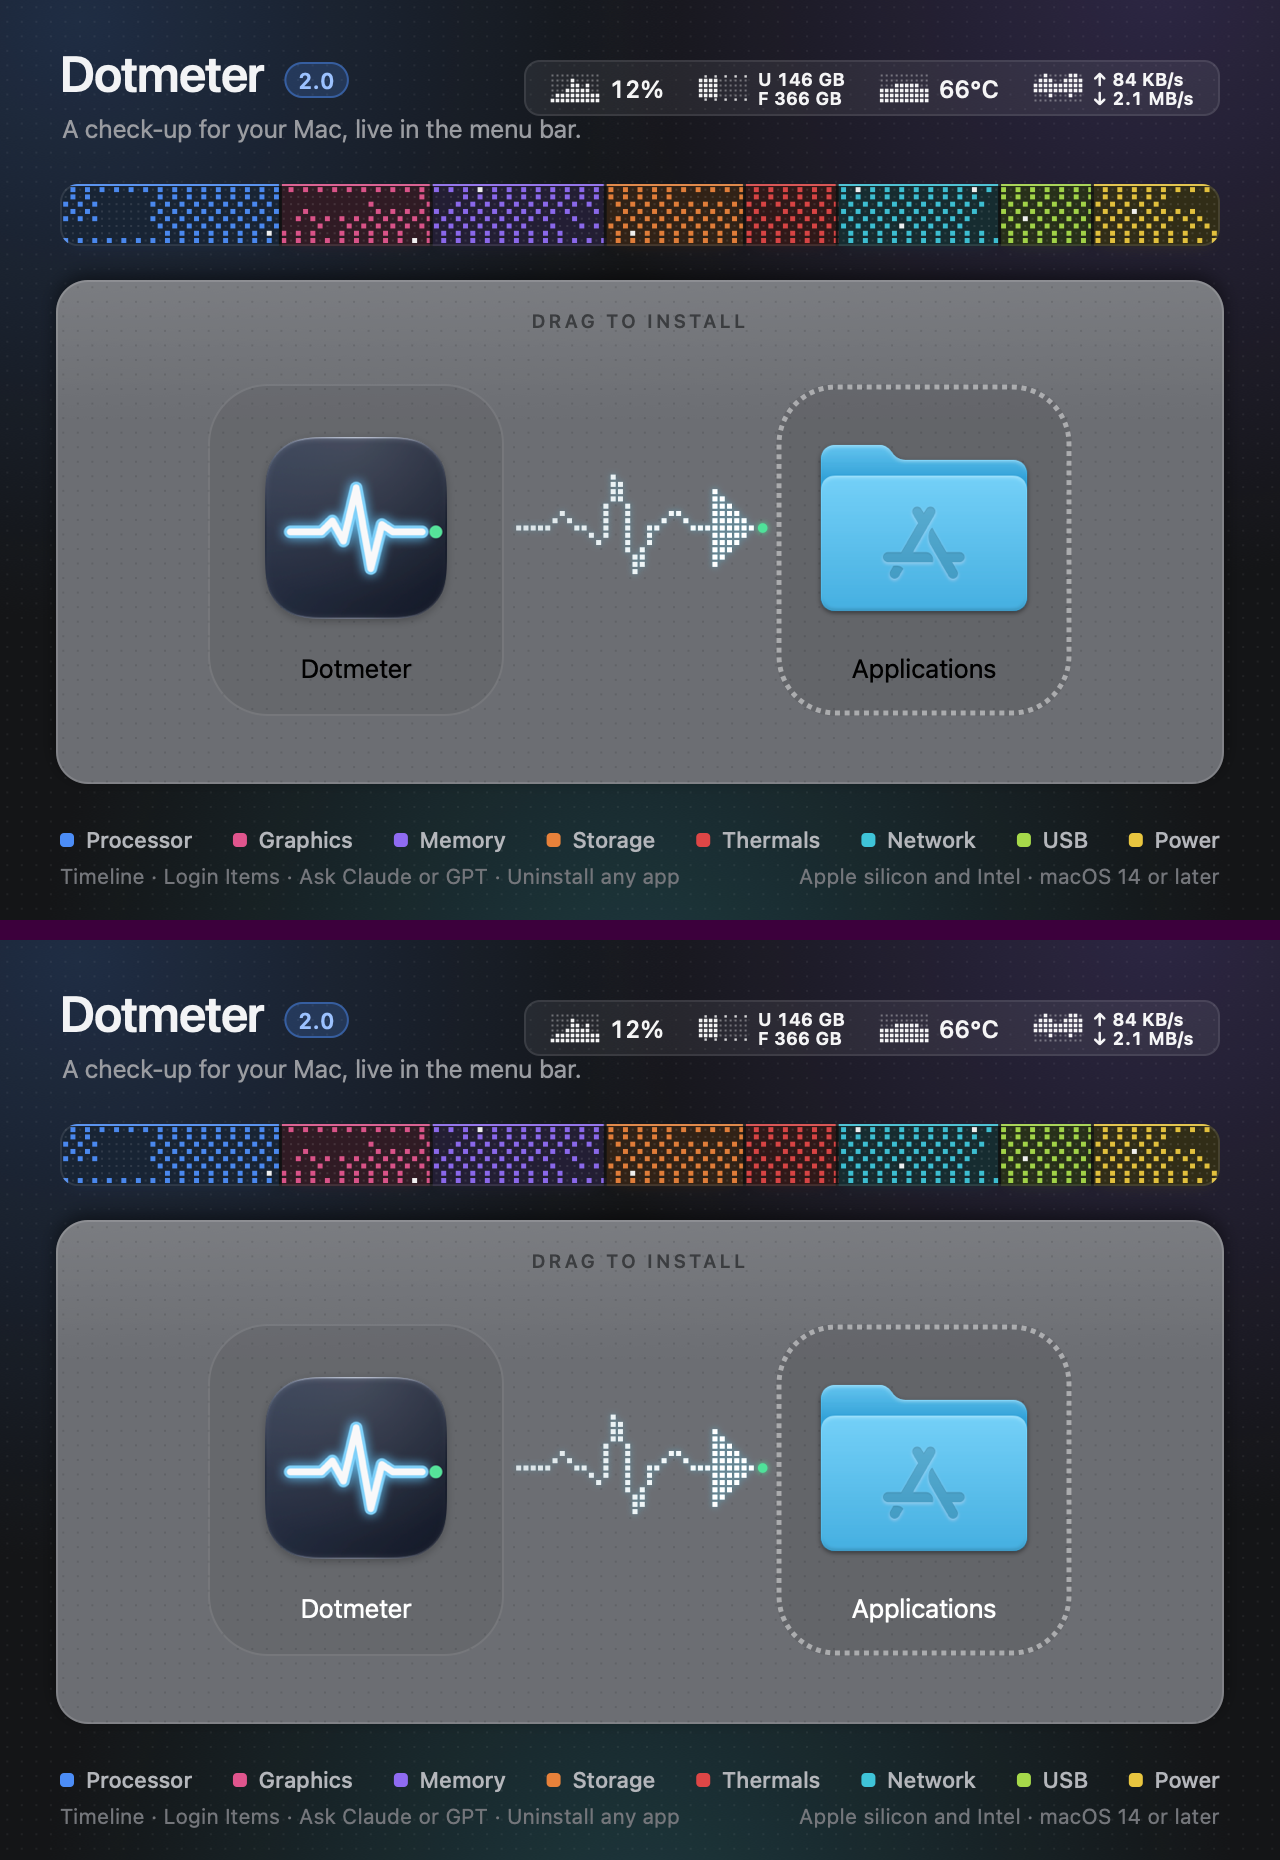 Dotmeter 2.0
A check-up for your Mac, live in the menu bar.
12%
U 146 GB
F 366 GB
66°C
↑ 84 KB/s
↓ 2.1 MB/s
DRAG TO INSTALL
Dotmeter
Applications
Processor Graphics Memory Storage Thermals Network USB Power
Timeline · Login Items · Ask Claude or GPT · Uninstall any app
Apple silicon and Intel · macOS 14 or later
Dotmeter 2.0
A check-up for your Mac, live in the menu bar.
12%
U 146 GB
F 366 GB
66°C
↑ 84 KB/s
↓ 2.1 MB/s
DRAG TO INSTALL
Dotmeter
Applications
Processor Graphics Memory Storage Thermals Network USB Power
Timeline · Login Items · Ask Claude or GPT · Uninstall any app
Apple silicon and Intel · macOS 14 or later